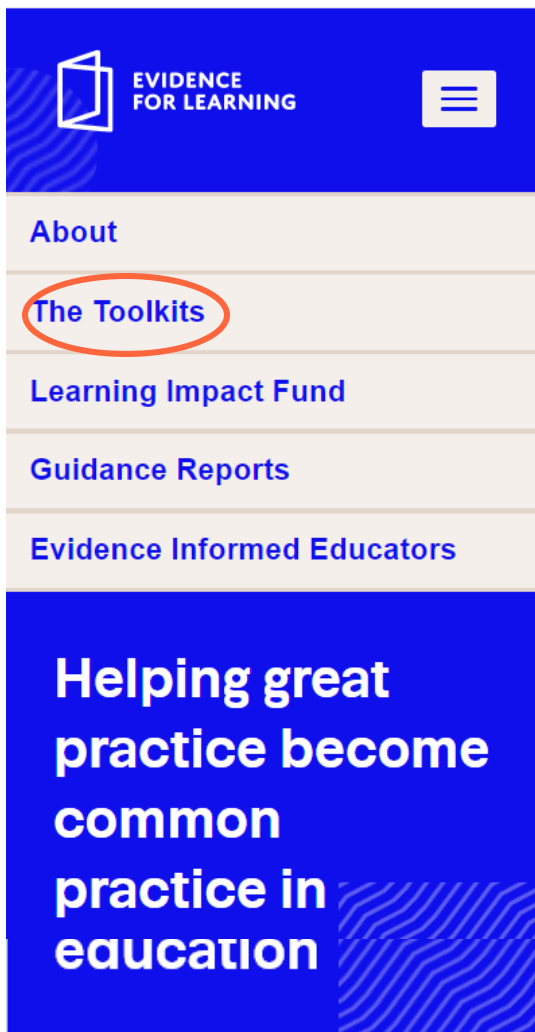 EVIDENCE
FOR LEARNING
About
The Toolkits
Learning Impact Fund
Guidance Reports
Evidence Informed Educators
Helping great
practice become
common
practice in
education